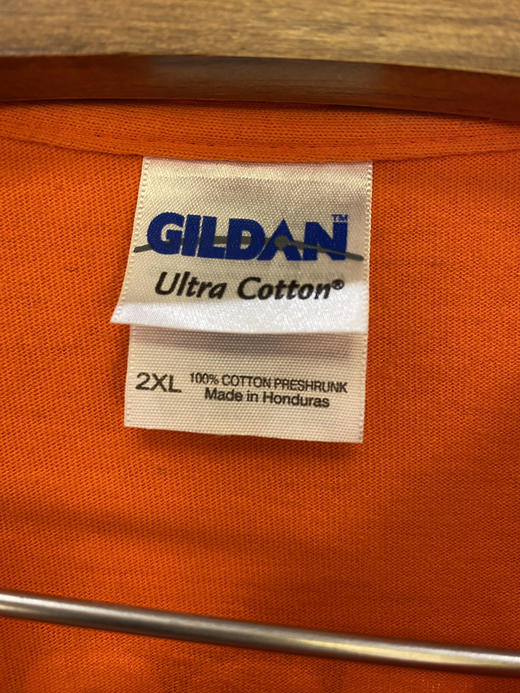 GILDAN™
Ultra Cotton®
2XL 100% COTTON PRESHRUNK
Made in Honduras